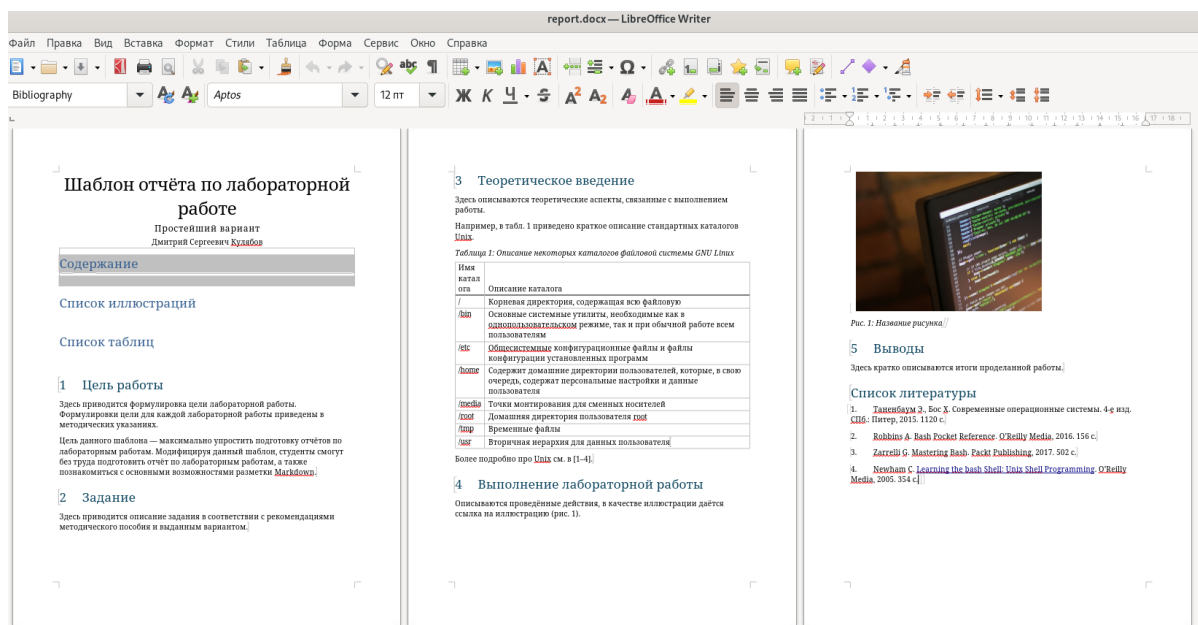 report.docx — LibreOffice Writer
Файл Правка Вид Вставка Формат Стили Таблица Форма Сервис Окно Справка
Bibliography Aptos 12 пт
Шаблон отчёта по лабораторной
работе
Простейший вариант
Дмитрий Сергеевич Кулябов
Содержание
Список иллюстраций
Список таблиц
1 Цель работы
Здесь приводится формулировка цели лабораторной работы.
Формулировки цели для каждой лабораторной работы приведены в
методических указаниях.
Цель данного шаблона — максимально упростить подготовку отчётов по
лабораторным работам. Модифицируя данный шаблон, студенты смогут
без труда подготовить отчёт по лабораторным работам, а также
познакомиться с основными возможностями разметки Markdown.
2 Задание
Здесь приводится описание задания в соответствии с рекомендациями
методического пособия и выданным вариантом.
3 Теоретическое введение
Здесь описываются теоретические аспекты, связанные с выполнением
работы.
Например, в табл. 1 приведено краткое описание стандартных каталогов
Unix.
Таблица 1: Описание некоторых каталогов файловой системы GNU Linux
Имя
катал
ога Описание каталога
/ Корневая директория, содержащая всю файловую
/bin Основные системные утилиты, необходимые как в
однопользовательском режиме, так и при обычной работе всем
пользователям
/etc Общесистемные конфигурационные файлы и файлы
конфигурации установленных программ
/home Содержит домашние директории пользователей, которые, в свою
очередь, содержат персональные настройки и данные
пользователя
/media Точки монтирования для сменных носителей
/root Домашняя директория пользователя root
/tmp Временные файлы
/usr Вторичная иерархия для данных пользователя
Более подробно про Unix см. в [1–4].
4 Выполнение лабораторной работы
Описываются проведённые действия, в качестве иллюстрации даётся
ссылка на иллюстрацию (рис. 1).
Рис. 1: Название рисунка
5 Выводы
Здесь кратко описываются итоги проделанной работы.
Список литературы
1. Таненбаум Э., Бос Х. Современные операционные системы. 4-е изд.
СПб.: Питер, 2015. 1120 с.
2. Robbins A. Bash Pocket Reference. O'Reilly Media, 2016. 156 с.
3. Zarrelli G. Mastering Bash. Packt Publishing, 2017. 502 с.
4. Newham C. Learning the bash Shell: Unix Shell Programming. O'Reilly
Media, 2005. 354 с.